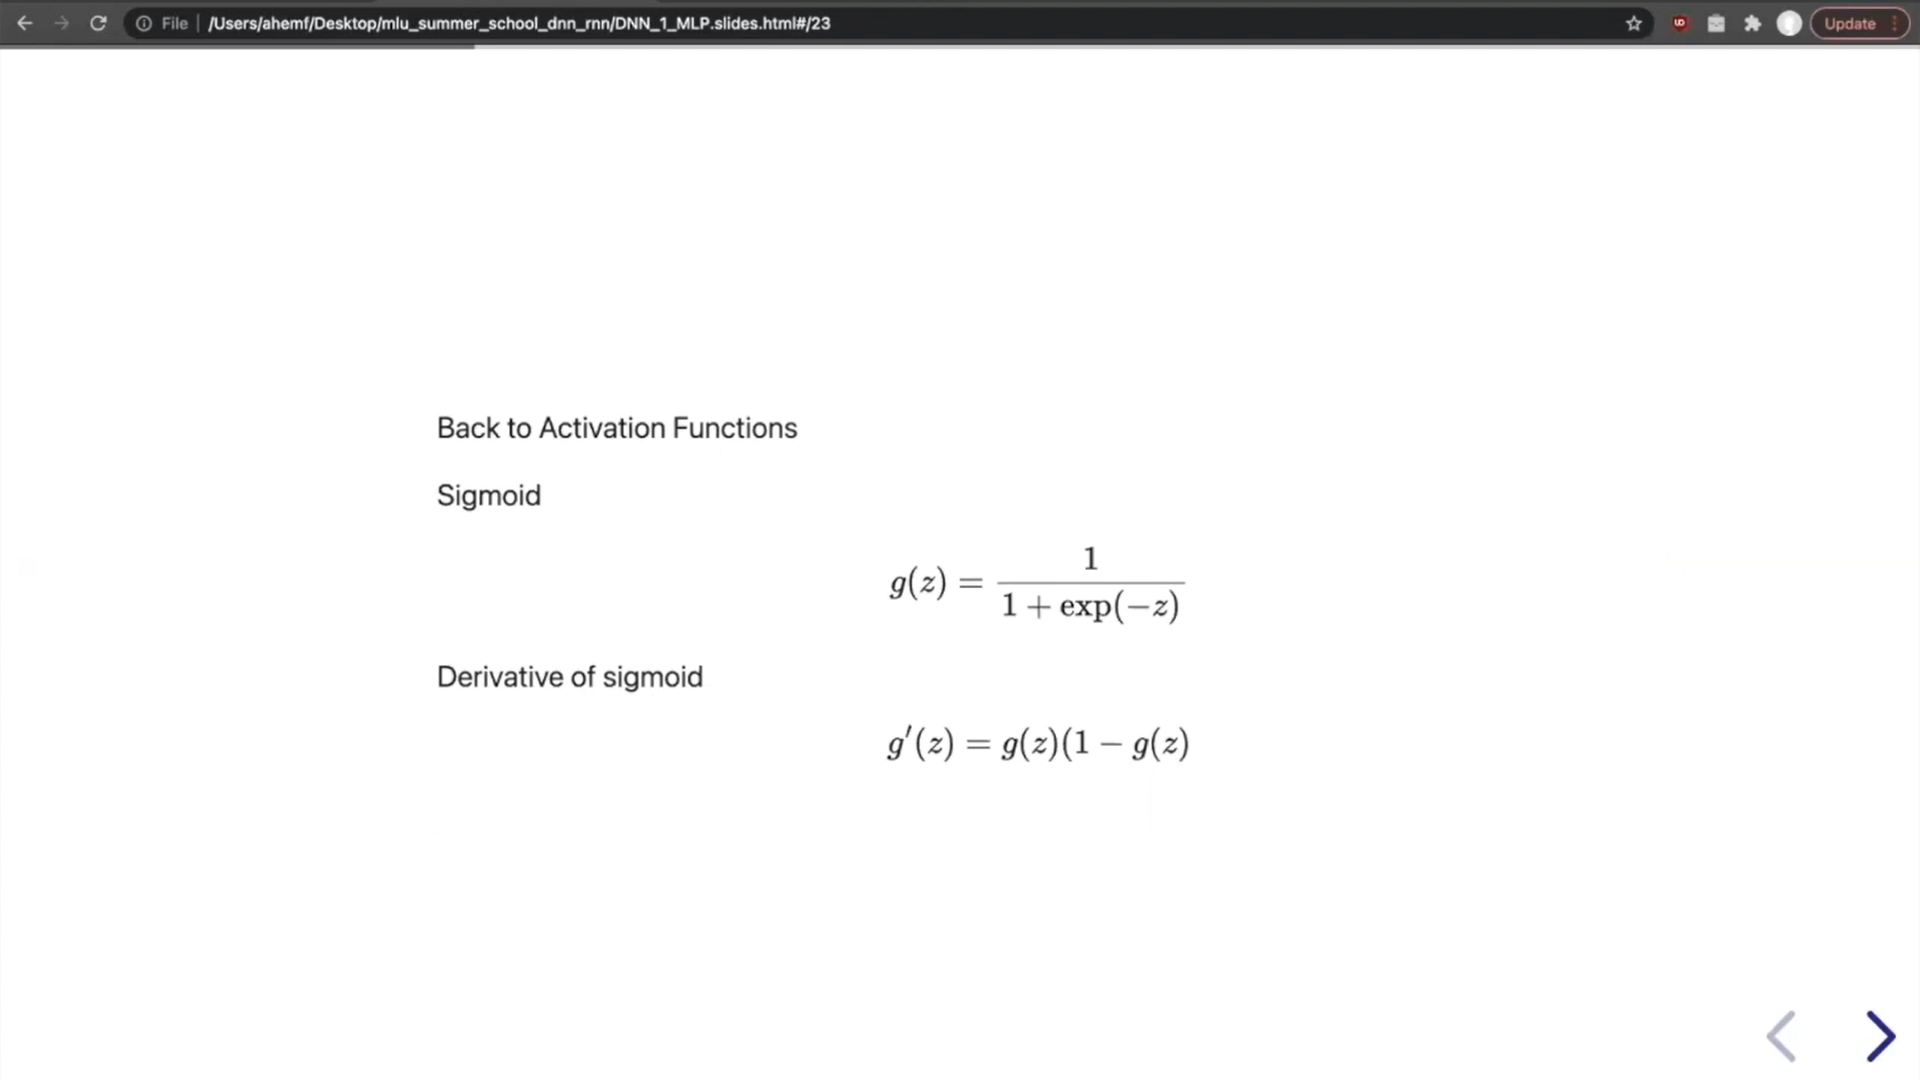 File | /Users/ahemf/Desktop/mlu_summer_school_dnn_rnn/DNN_1_MLP.slides.html#/23
Update
Back to Activation Functions
Sigmoid
g(z) = 1 / 1 + exp(−z)
Derivative of sigmoid
g′(z) = g(z)(1 − g(z)